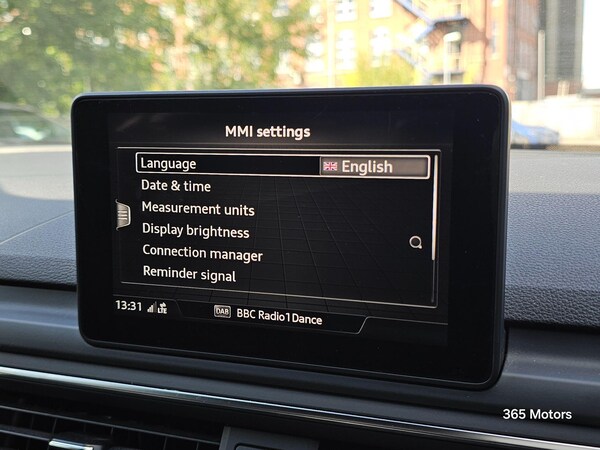 MMI settings
Language English
Date & time
Measurement units
Display brightness
Connection manager
Reminder signal
13:31 LTE DAB BBC Radio1Dance
365 Motors